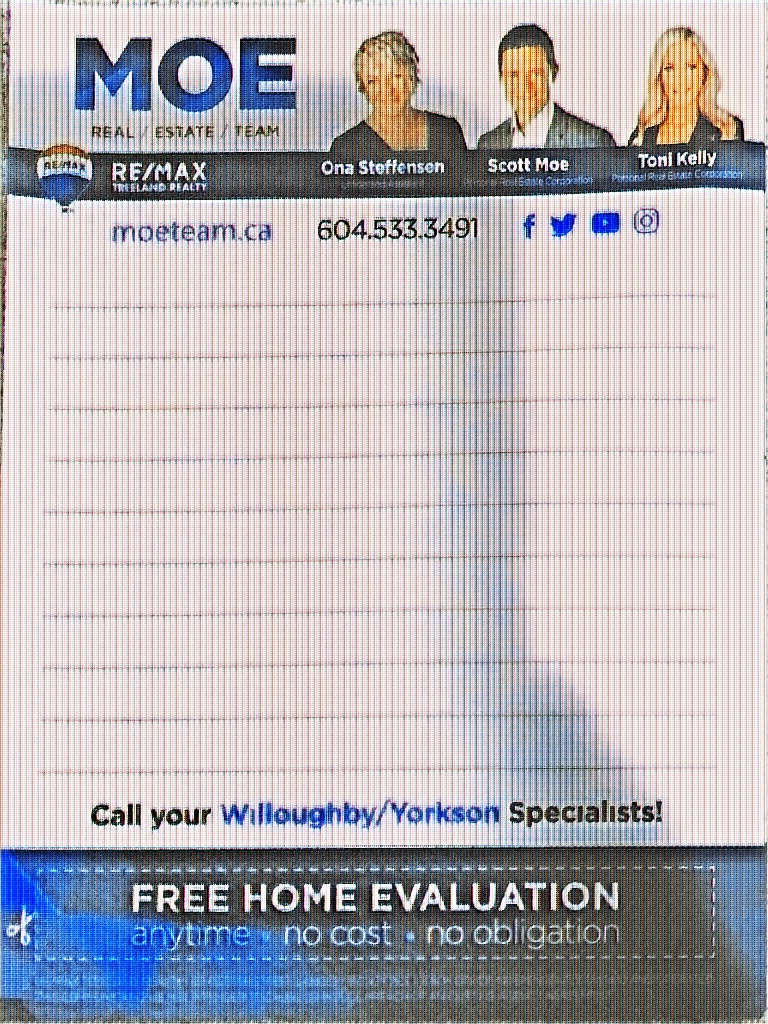 MOE
REAL / ESTATE / TEAM
RE/MAX
RE/MAX
TREELAND REALTY
Ona Steffensen
Scott Moe
Personal Real Estate Corporation
Toni Kelly
Personal Real Estate Corporation
moeteam.ca 604.533.3491
Call your Willoughby/Yorkson Specialists!
FREE HOME EVALUATION
anytime • no cost • no obligation